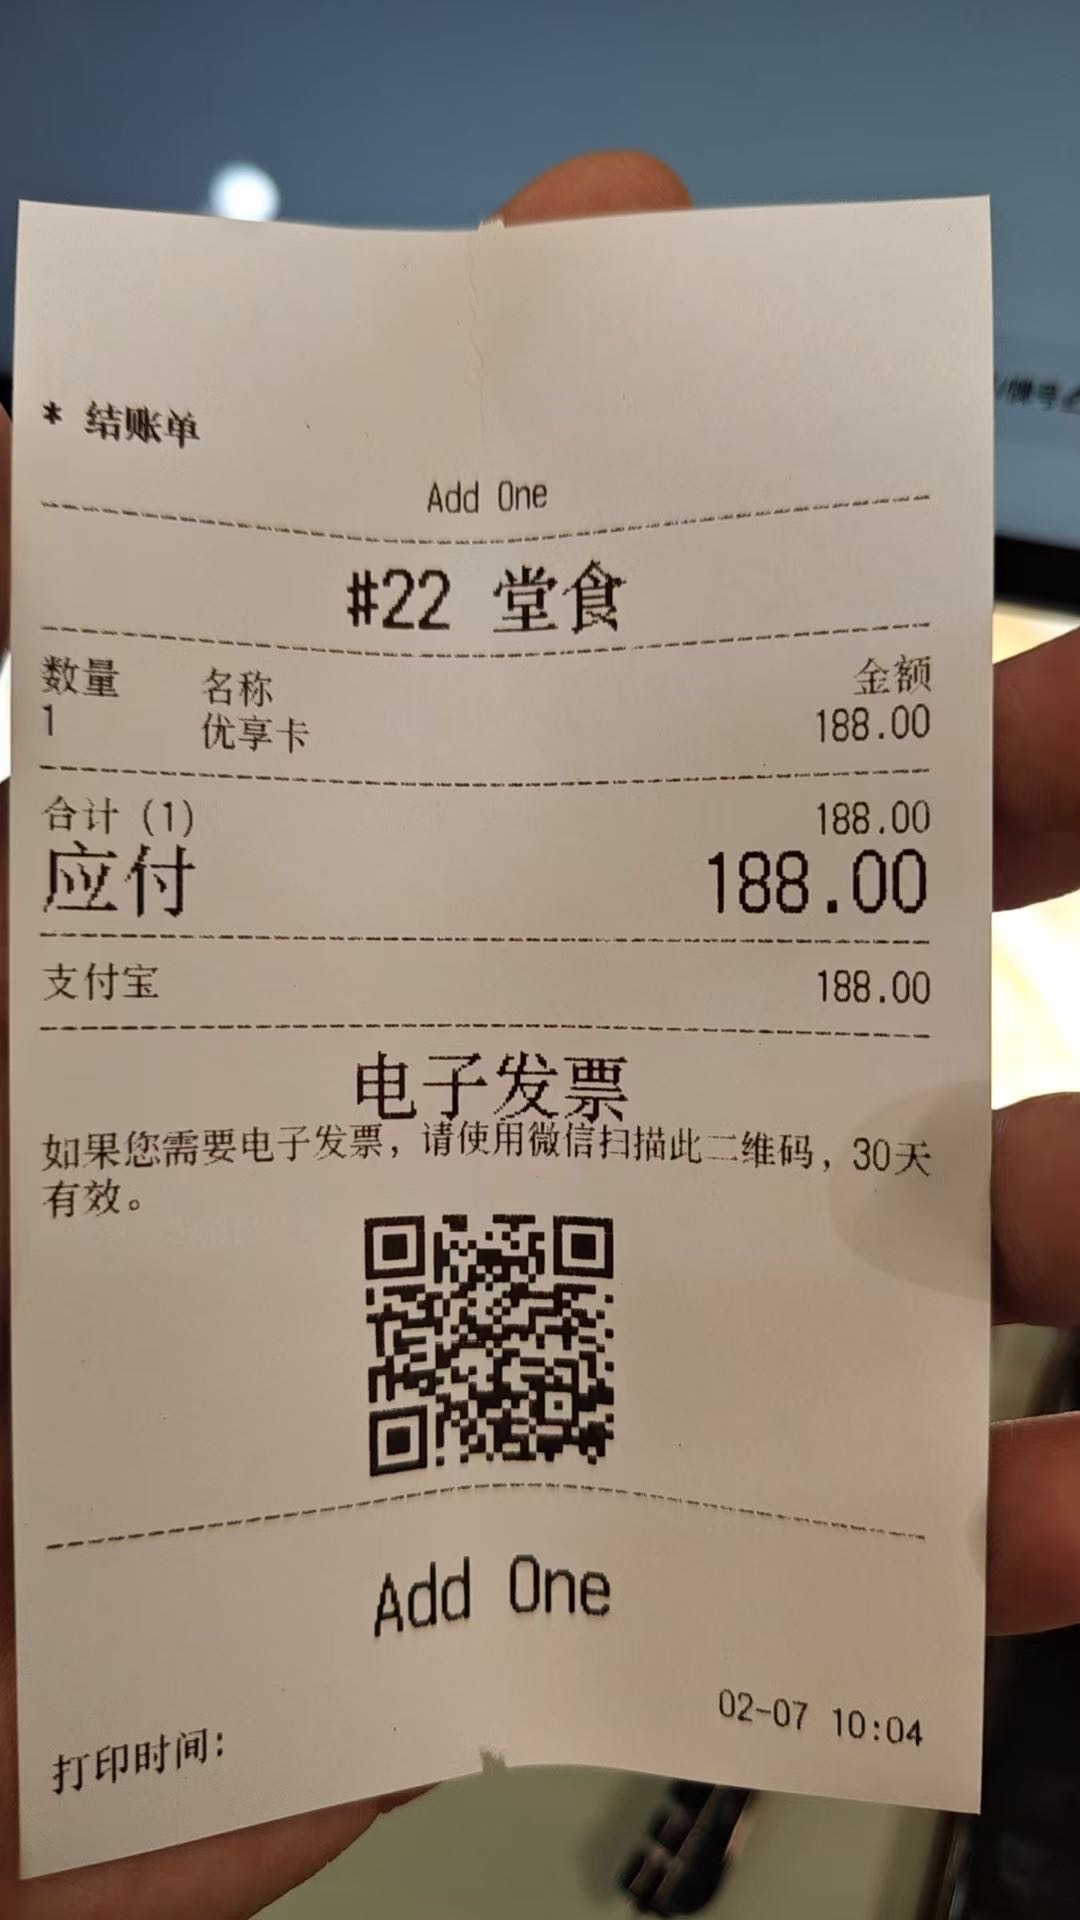 * 结账单
Add One
#22 堂食
数量 名称 金额
1 优享卡 188.00
合计(1) 188.00
应付 188.00
支付宝 188.00
电子发票
如果您需要电子发票，请使用微信扫描此二维码，30天
有效。
Add One
打印时间: 02-07 10:04